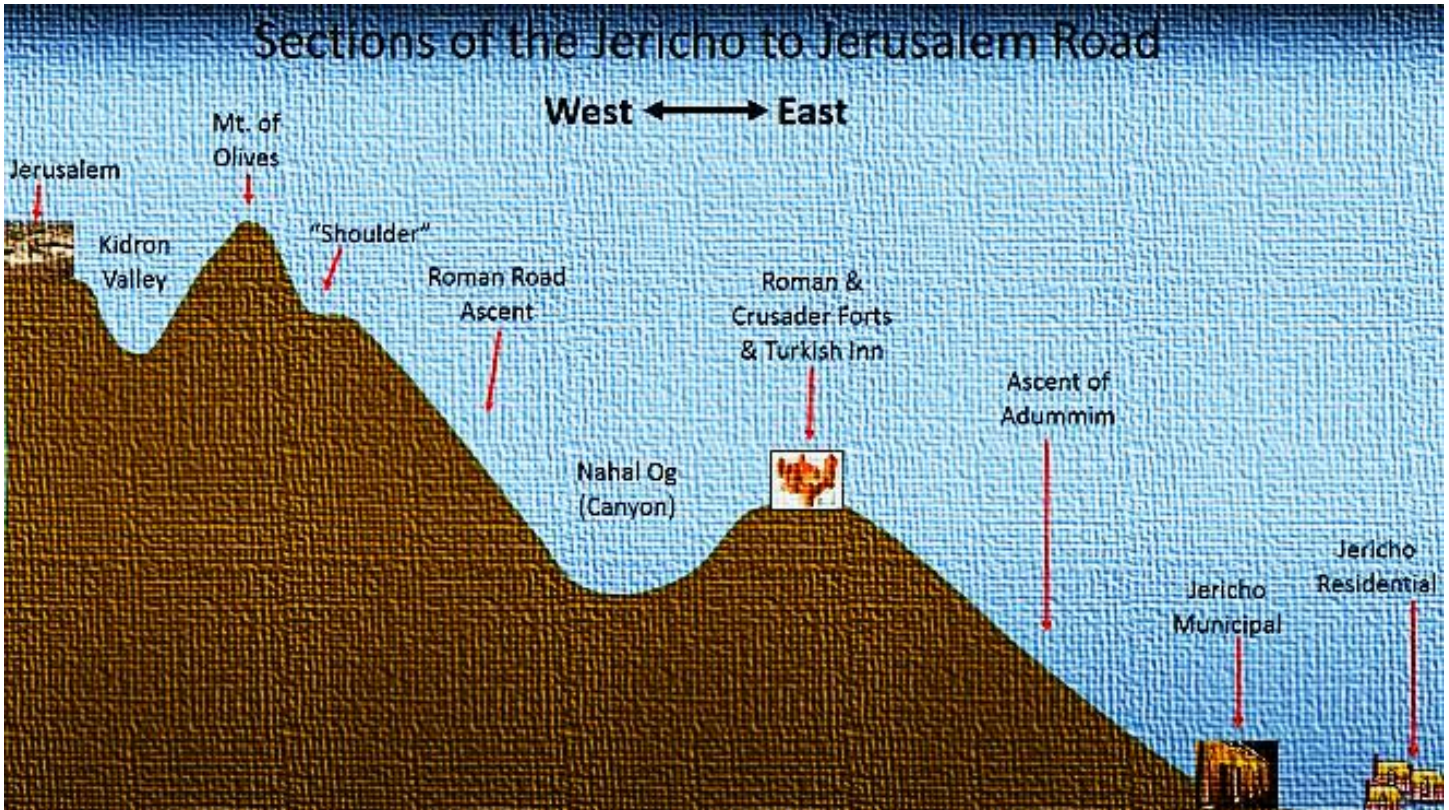 Sections of the Jericho to Jerusalem Road
West East
Mt. of
Olives
Jerusalem
Kidron
Valley
“Shoulder”
Roman Road
Ascent
Nahal Og
(Canyon)
Roman &
Crusader Forts
& Turkish Inn
Ascent of
Adummim
Jericho
Municipal
Jericho
Residential